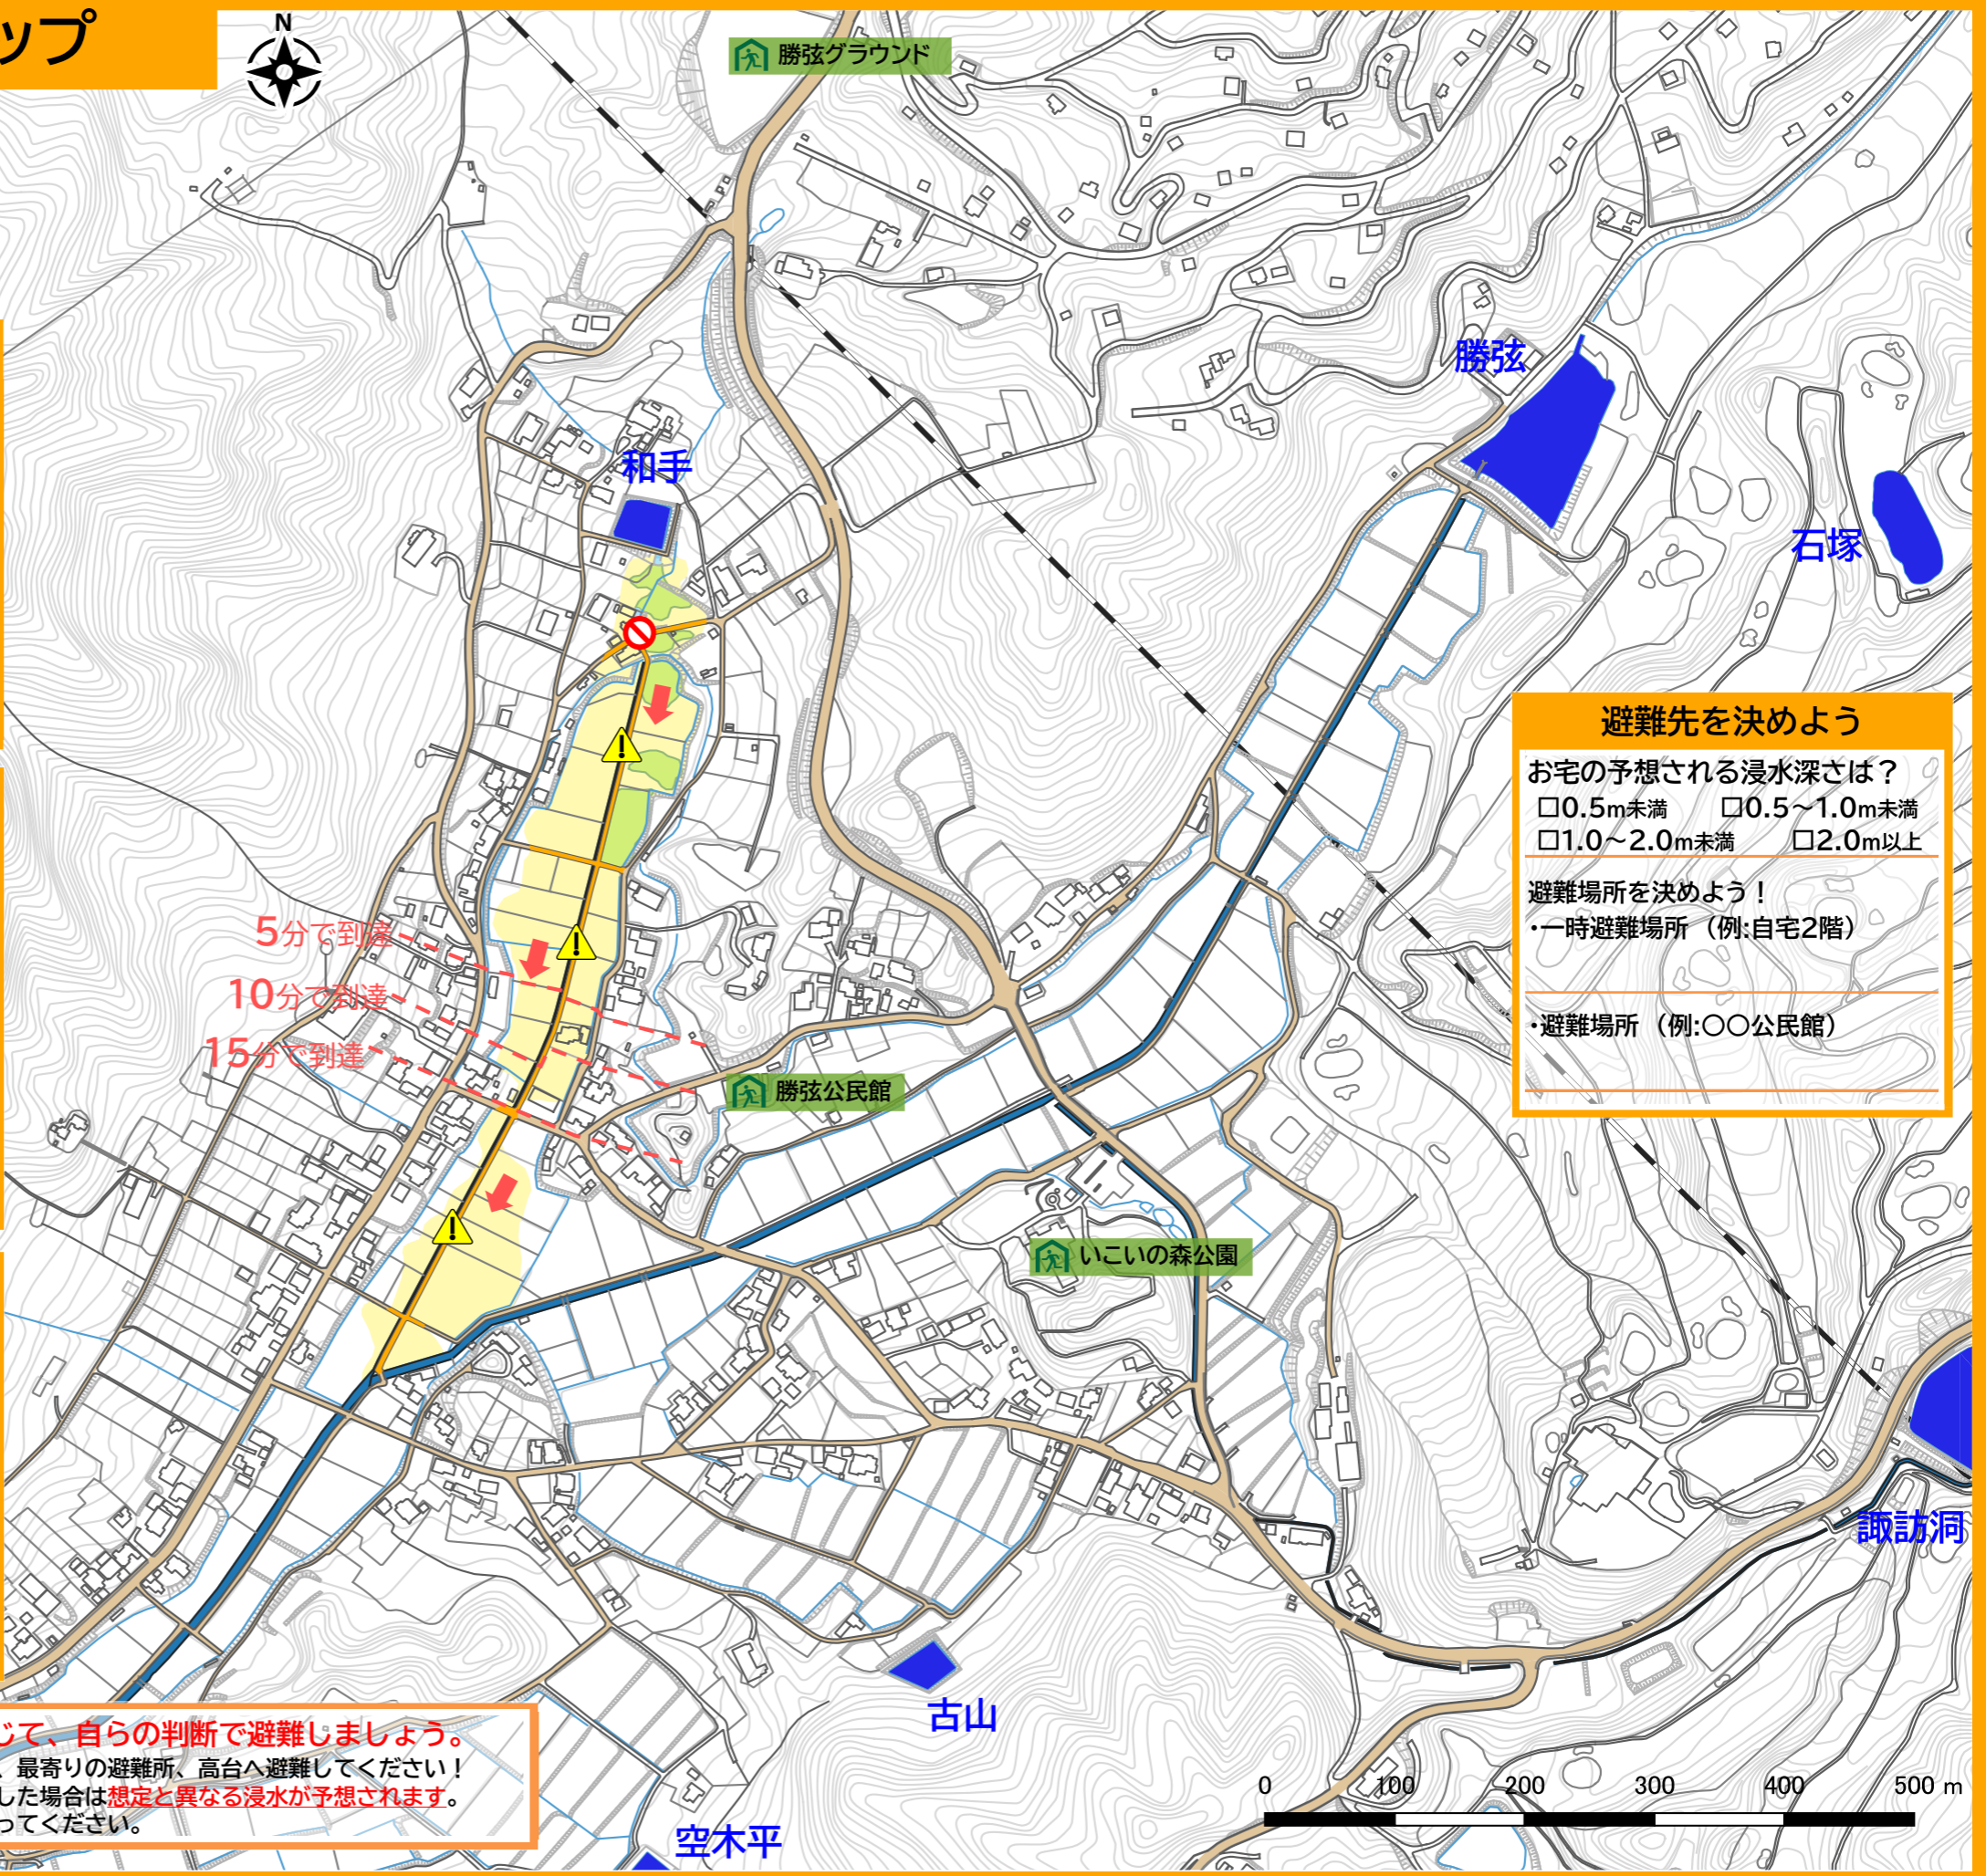 ップ
N
勝弦グラウンド
勝弦
和手
石塚
避難先を決めよう
お宅の予想される浸水深さは？
□0.5m未満 □0.5～1.0m未満
□1.0～2.0m未満 □2.0m以上
避難場所を決めよう！
・一時避難場所（例:自宅2階）
・避難場所（例:〇〇公民館）
5分で到達
10分で到達
15分で到達
勝弦公民館
いこいの森公園
諏訪洞
古山
じて、自らの判断で避難しましょう。
、最寄りの避難所、高台へ避難してください！
した場合は想定と異なる浸水が予想されます。
ってください。
空木平
0 100 200 300 400 500 m